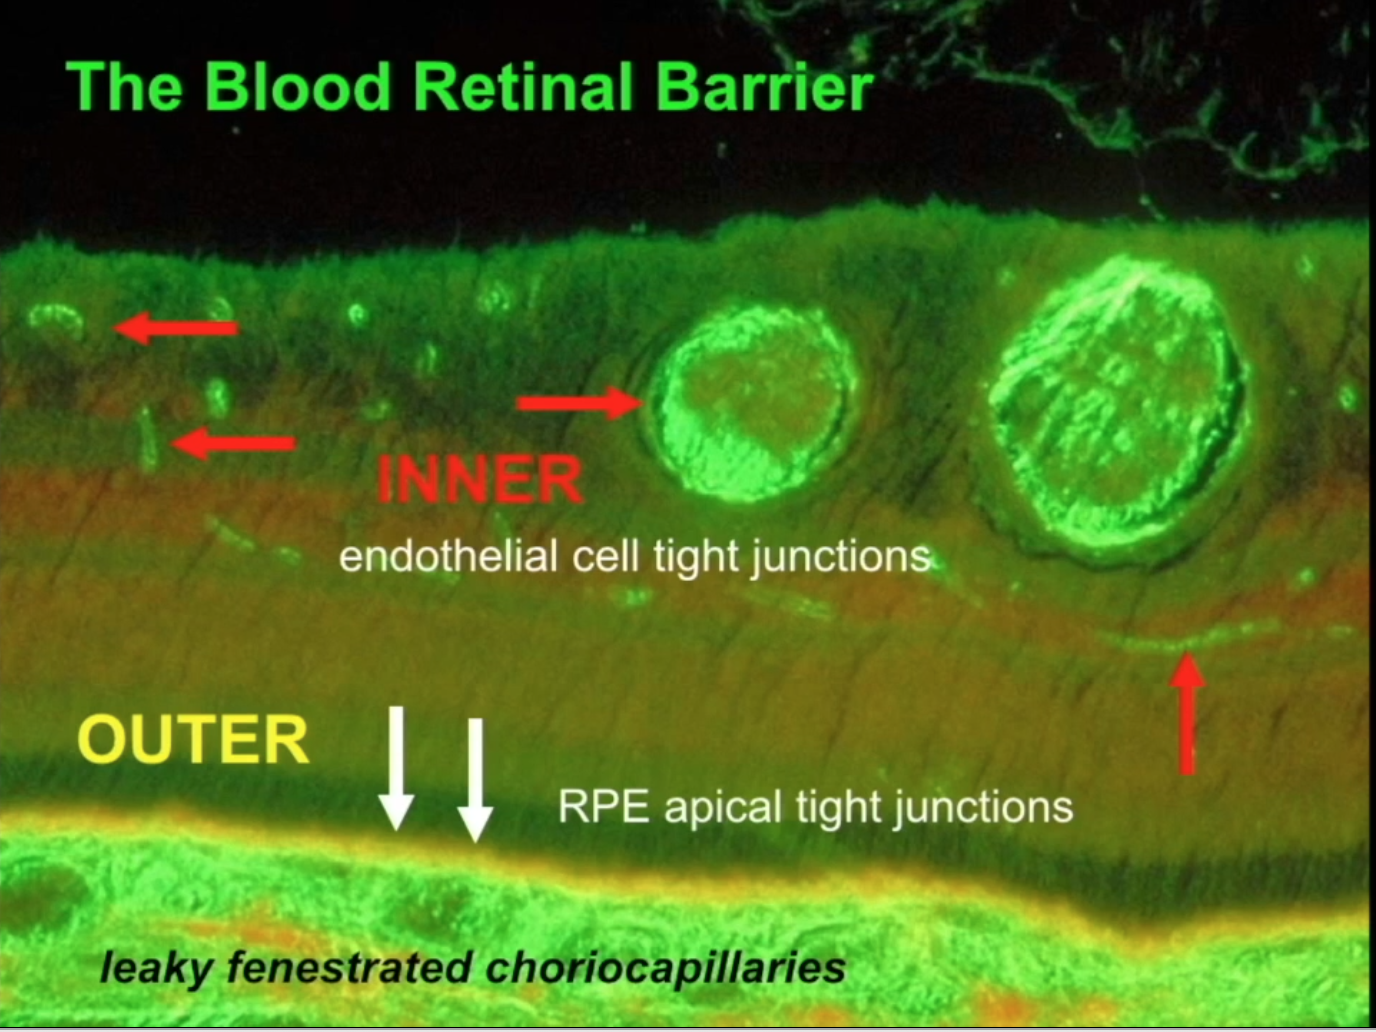 The Blood Retinal Barrier
INNER
endothelial cell tight junctions
OUTER
RPE apical tight junctions
leaky fenestrated choriocapillaries